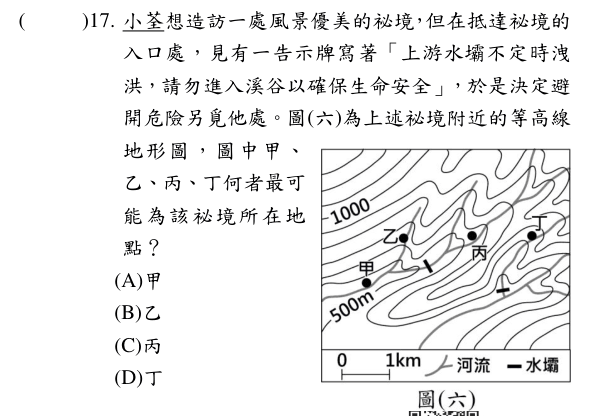 (　　)17. 小荃想造訪一處風景優美的祕境，但在抵達祕境的
入口處，見有一告示牌寫著「上游水壩不定時洩
洪，請勿進入溪谷以確保生命安全」，於是決定避
開危險另覓他處。圖(六)為上述祕境附近的等高線
地形圖，圖中甲、
乙、丙、丁何者最可
能為該祕境所在地
點？
(A)甲
(B)乙
(C)丙
(D)丁
1000
丁
乙
丙
甲
500m
0 1km 河流 水壩
圖(六)